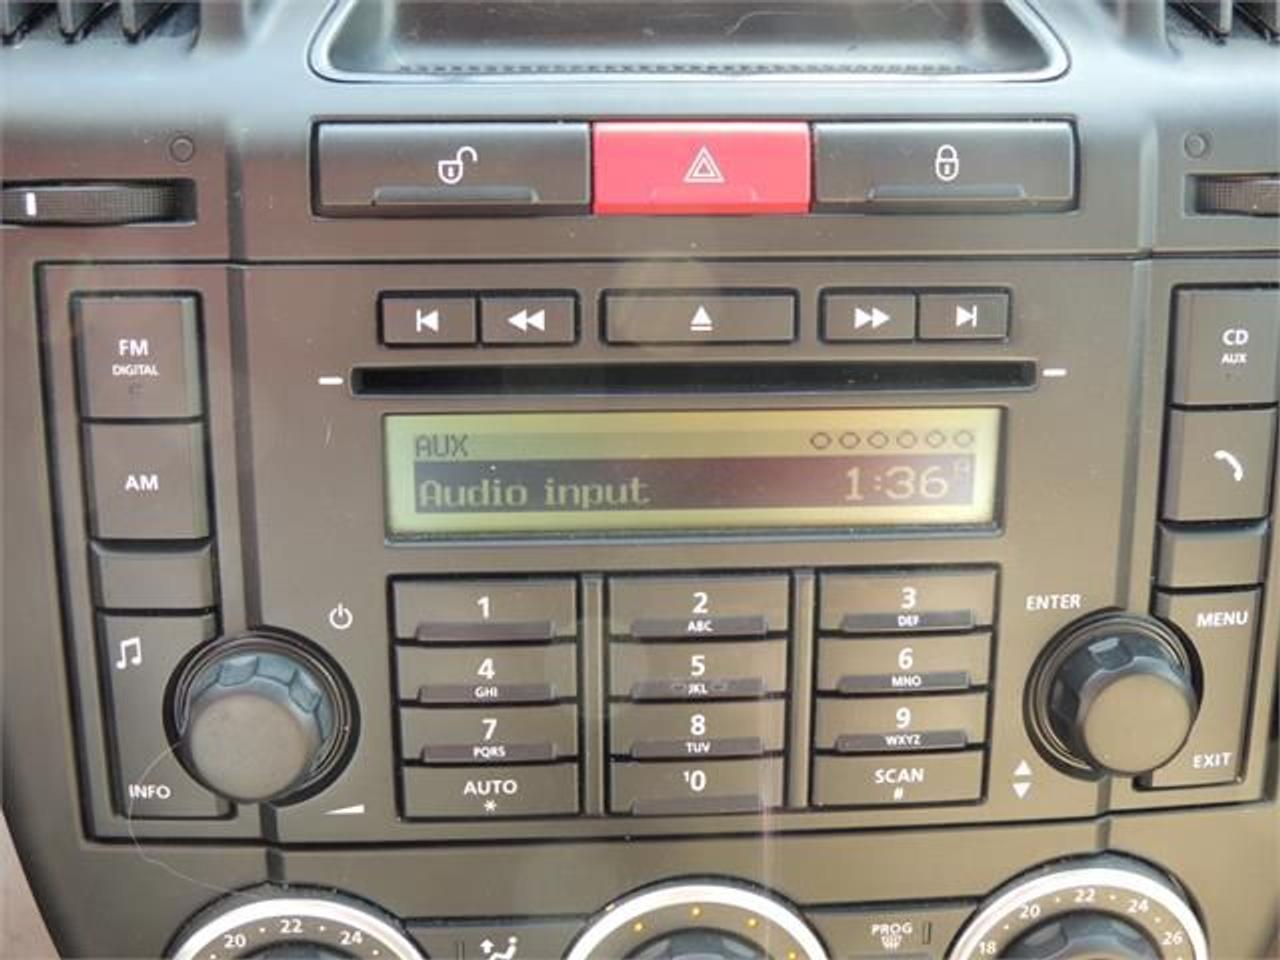 FM
DIGITAL
CD
AUX
AUX
Audio input 1:36
AM
1
2
ABC
3
DEF
ENTER
MENU
4
GHI
5
JKL
6
MNO
7
PQRS
8
TUV
9
WXYZ
EXIT
INFO
AUTO
*
10
SCAN
#
20 22 24
PROG
18 20 22 24 26